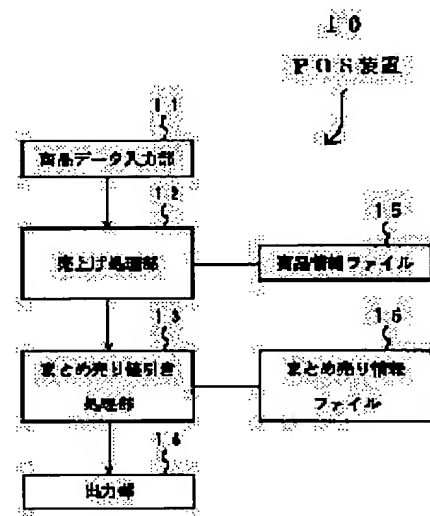 10
POS装置
11
商品データ入力部
12
売上げ処理部
15
商品情報ファイル
13
まとめ売り値引き
処理部
16
まとめ売り情報
ファイル
14
出力部